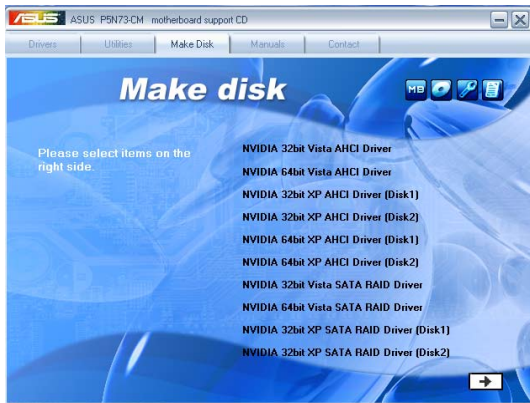 ASUS ASUS P5N73-CM motherboard support CD
Drivers Utilities Make Disk Manuals Contact
Make disk
MB
Please select items on the
right side.
NVIDIA 32bit Vista AHCI Driver
NVIDIA 64bit Vista AHCI Driver
NVIDIA 32bit XP AHCI Driver (Disk1)
NVIDIA 32bit XP AHCI Driver (Disk2)
NVIDIA 64bit XP AHCI Driver (Disk1)
NVIDIA 64bit XP AHCI Driver (Disk2)
NVIDIA 32bit Vista SATA RAID Driver
NVIDIA 64bit Vista SATA RAID Driver
NVIDIA 32bit XP SATA RAID Driver (Disk1)
NVIDIA 32bit XP SATA RAID Driver (Disk2)